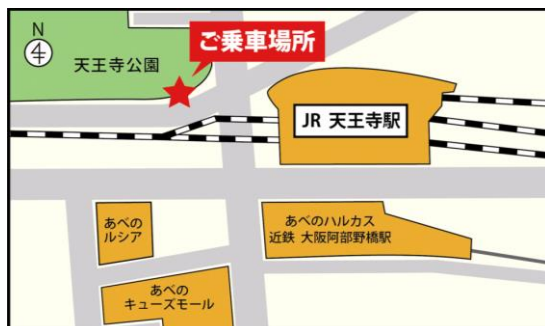 N
天王寺公園
ご乗車場所
JR 天王寺駅
あべの
ルシア
あべのハルカス
近鉄 大阪阿部野橋駅
あべの
キューズモール